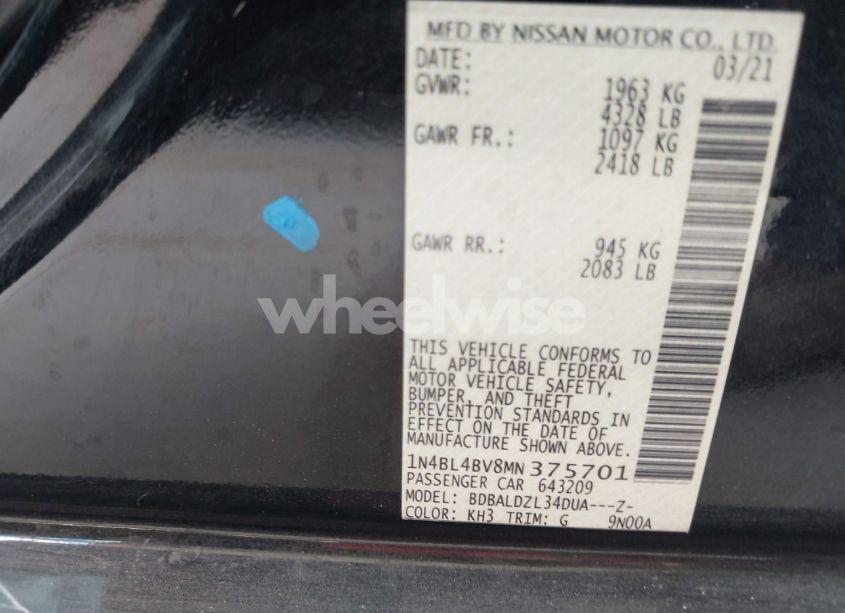 MFD BY NISSAN MOTOR CO., LTD.
DATE: 03/21
GVWR: 1963 KG
4328 LB
GAWR FR.: 1097 KG
2418 LB
GAWR RR.: 945 KG
2083 LB
wheelwise
THIS VEHICLE CONFORMS TO
ALL APPLICABLE FEDERAL
MOTOR VEHICLE SAFETY,
BUMPER, AND THEFT
PREVENTION STANDARDS IN
EFFECT ON THE DATE OF
MANUFACTURE SHOWN ABOVE.
1N4BL4BV8MN375701
PASSENGER CAR 643209
MODEL: BDBALDZL34DUA---Z-
COLOR: KH3 TRIM: G 9N00A